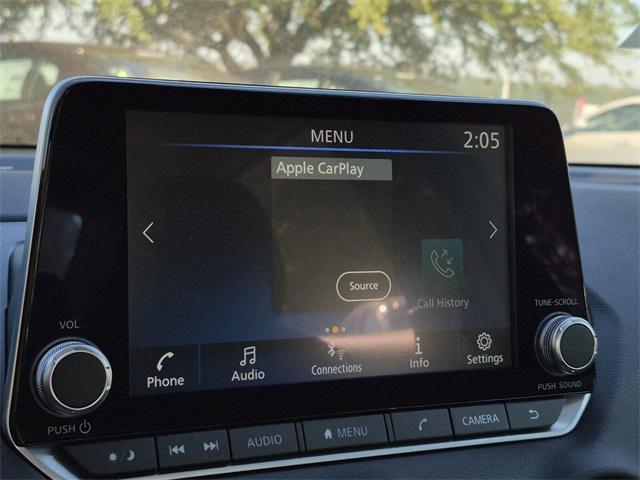 MENU 2:05
Apple CarPlay
Source
Call History
Phone Audio Connections Info Settings
VOL
PUSH
TUNE·SCROLL
PUSH SOUND
AUDIO MENU CAMERA